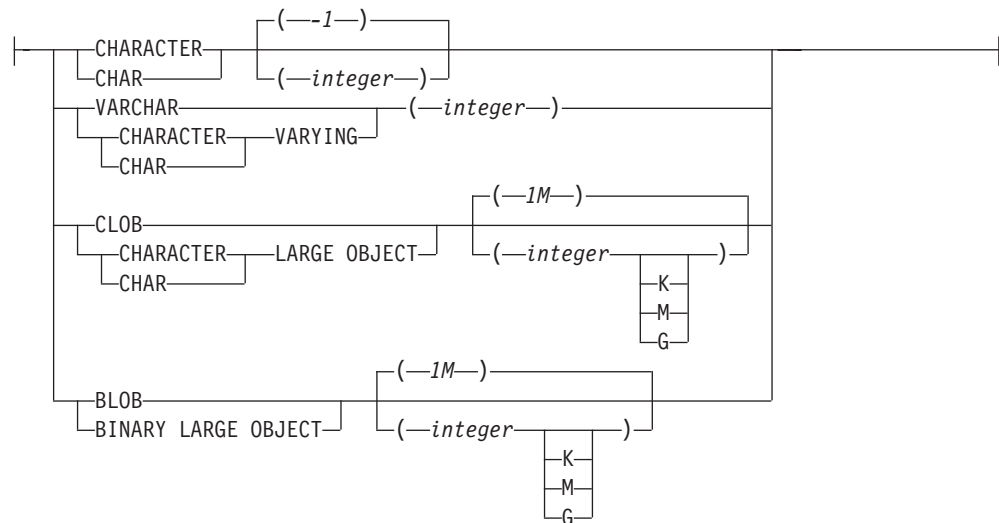 ( -1 )
CHARACTER
CHAR ( integer )
VARCHAR ( integer )
CHARACTER VARYING
CHAR
( 1M )
CLOB
CHARACTER LARGE OBJECT ( integer )
CHAR K
M
G
( 1M )
BLOB
BINARY LARGE OBJECT ( integer )
K
M
G